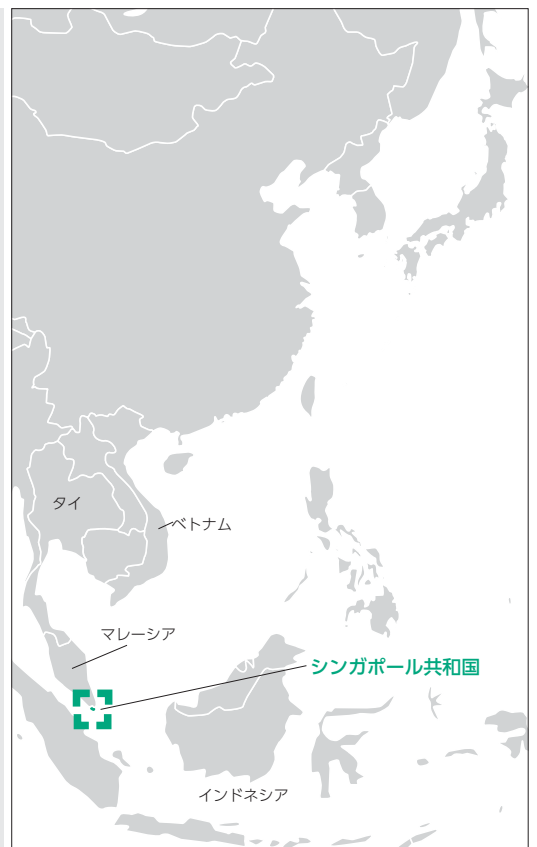 タイ
ベトナム
マレーシア
シンガポール共和国
インドネシア